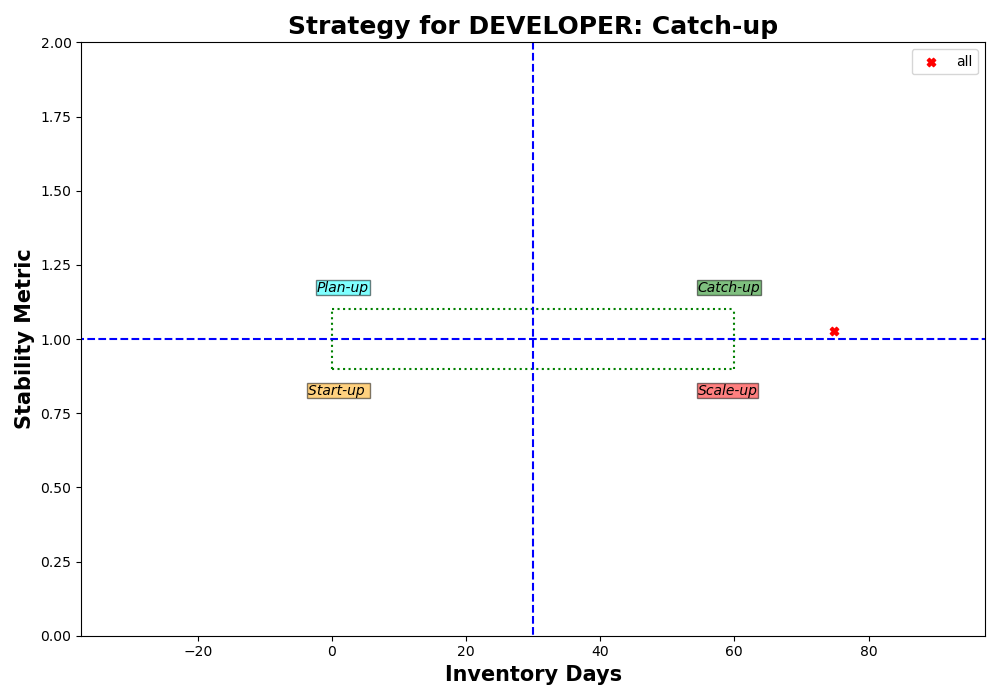 Strategy for DEVELOPER: Catch-up
all
Stability Metric
2.00
1.75
1.50
1.25
1.00
0.75
0.50
0.25
0.00
Plan-up
Catch-up
Start-up
Scale-up
−20
0
20
40
60
80
Inventory Days